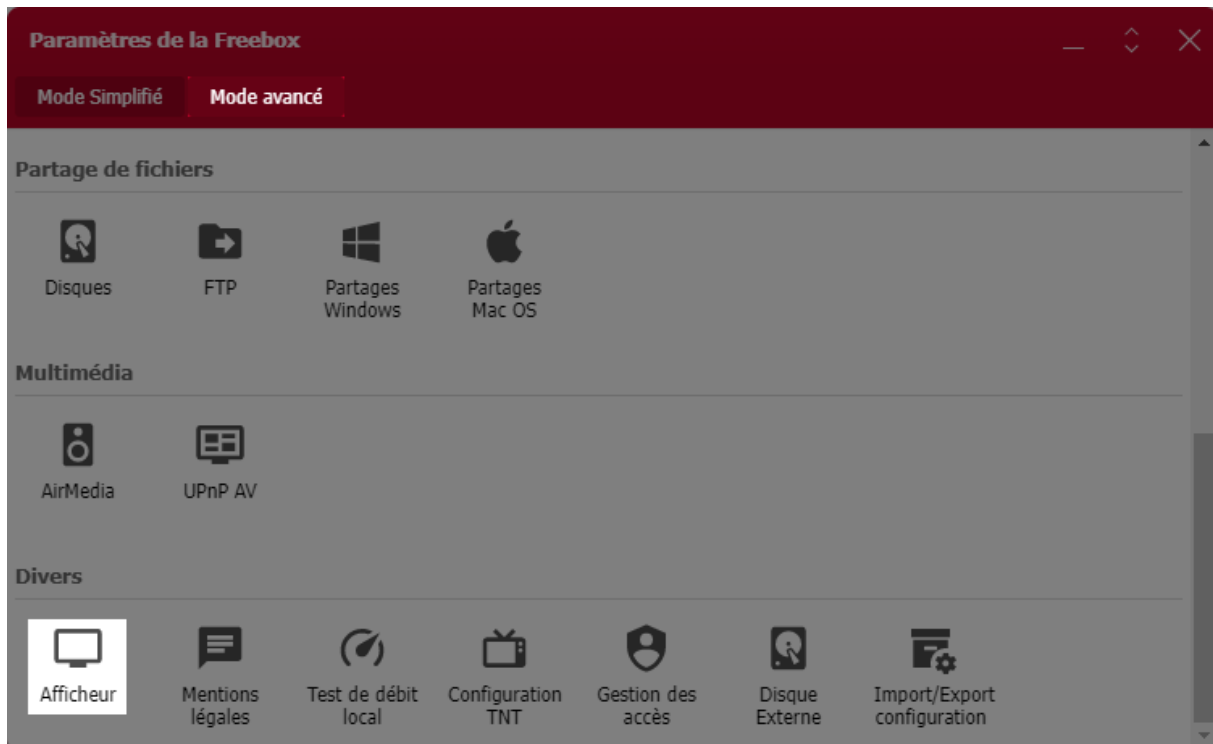 Paramètres de la Freebox
Mode Simplifié Mode avancé
Partage de fichiers
Disques FTP Partages Windows Partages Mac OS
Multimédia
AirMedia UPnP AV
Divers
Afficheur Mentions légales Test de débit local Configuration TNT Gestion des accès Disque Externe Import/Export configuration